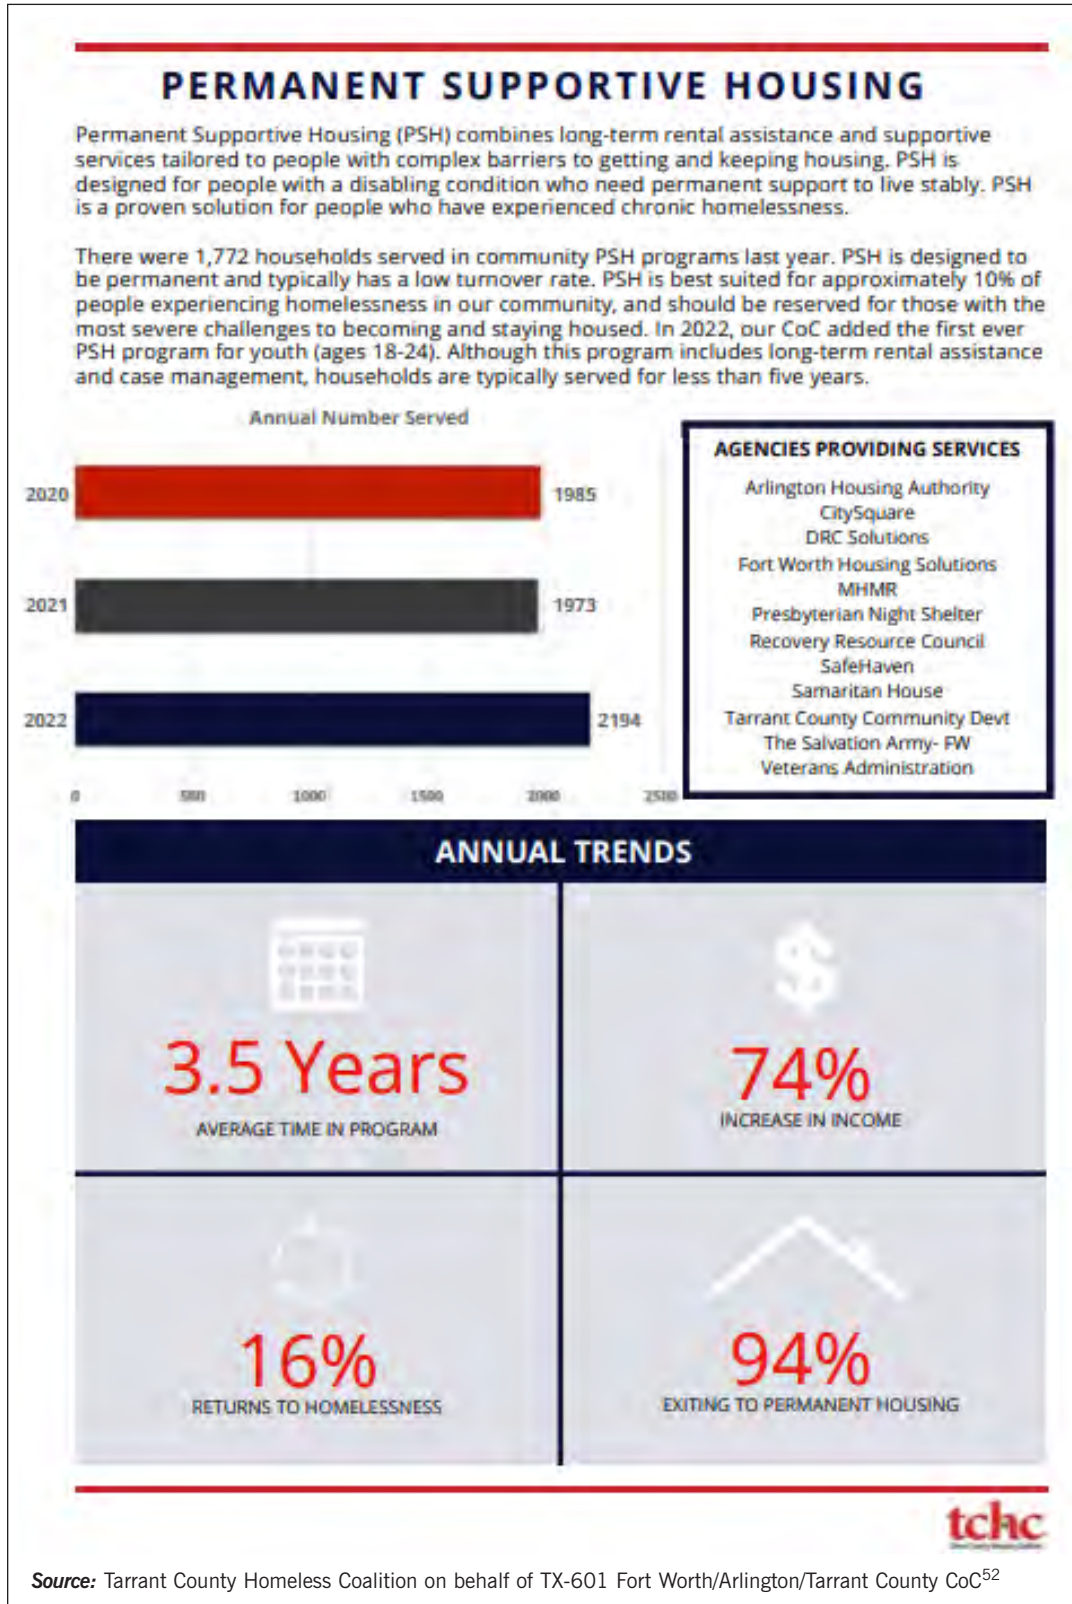 PERMANENT SUPPORTIVE HOUSING
Permanent Supportive Housing (PSH) combines long-term rental assistance and supportive
services tailored to people with complex barriers to getting and keeping housing. PSH is
designed for people with a disabling condition who need permanent support to live stably. PSH
is a proven solution for people who have experienced chronic homelessness.
There were 1,772 households served in community PSH programs last year. PSH is designed to
be permanent and typically has a low turnover rate. PSH is best suited for approximately 10% of
people experiencing homelessness in our community, and should be reserved for those with the
most severe challenges to becoming and staying housed. In 2022, our CoC added the first ever
PSH program for youth (ages 18-24). Although this program includes long-term rental assistance
and case management, households are typically served for less than five years.
Annual Number Served
2020 1985
2021 1973
2022 2194
0 500 1000 1500 2000 2500
AGENCIES PROVIDING SERVICES
Arlington Housing Authority
CitySquare
DRC Solutions
Fort Worth Housing Solutions
MHMR
Presbyterian Night Shelter
Recovery Resource Council
SafeHaven
Samaritan House
Tarrant County Community Devt
The Salvation Army- FW
Veterans Administration
ANNUAL TRENDS
3.5 Years
AVERAGE TIME IN PROGRAM
74%
INCREASE IN INCOME
16%
RETURNS TO HOMELESSNESS
94%
EXITING TO PERMANENT HOUSING
tchc
Source: Tarrant County Homeless Coalition on behalf of TX-601 Fort Worth/Arlington/Tarrant County CoC52